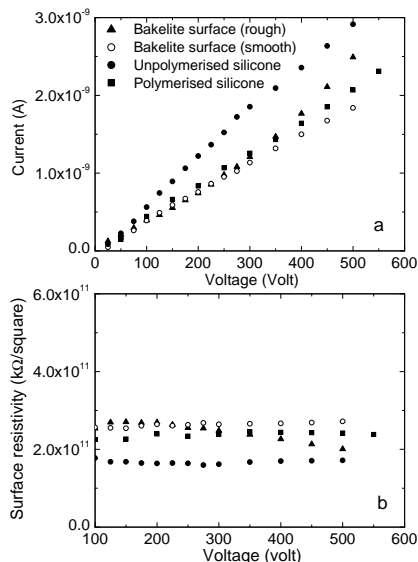 3.0x10⁻⁹
2.0x10⁻⁹
1.0x10⁻⁹
0.0
Current (A)
Bakelite surface (rough)
Bakelite surface (smooth)
Unpolymerised silicone
Polymerised silicone
a
0 100 200 300 400 500 600
Voltage (Volt)
6.0x10¹¹
4.0x10¹¹
2.0x10¹¹
0.0
Surface resistivity (kΩ/square)
b
100 200 300 400 500 600
Voltage (volt)